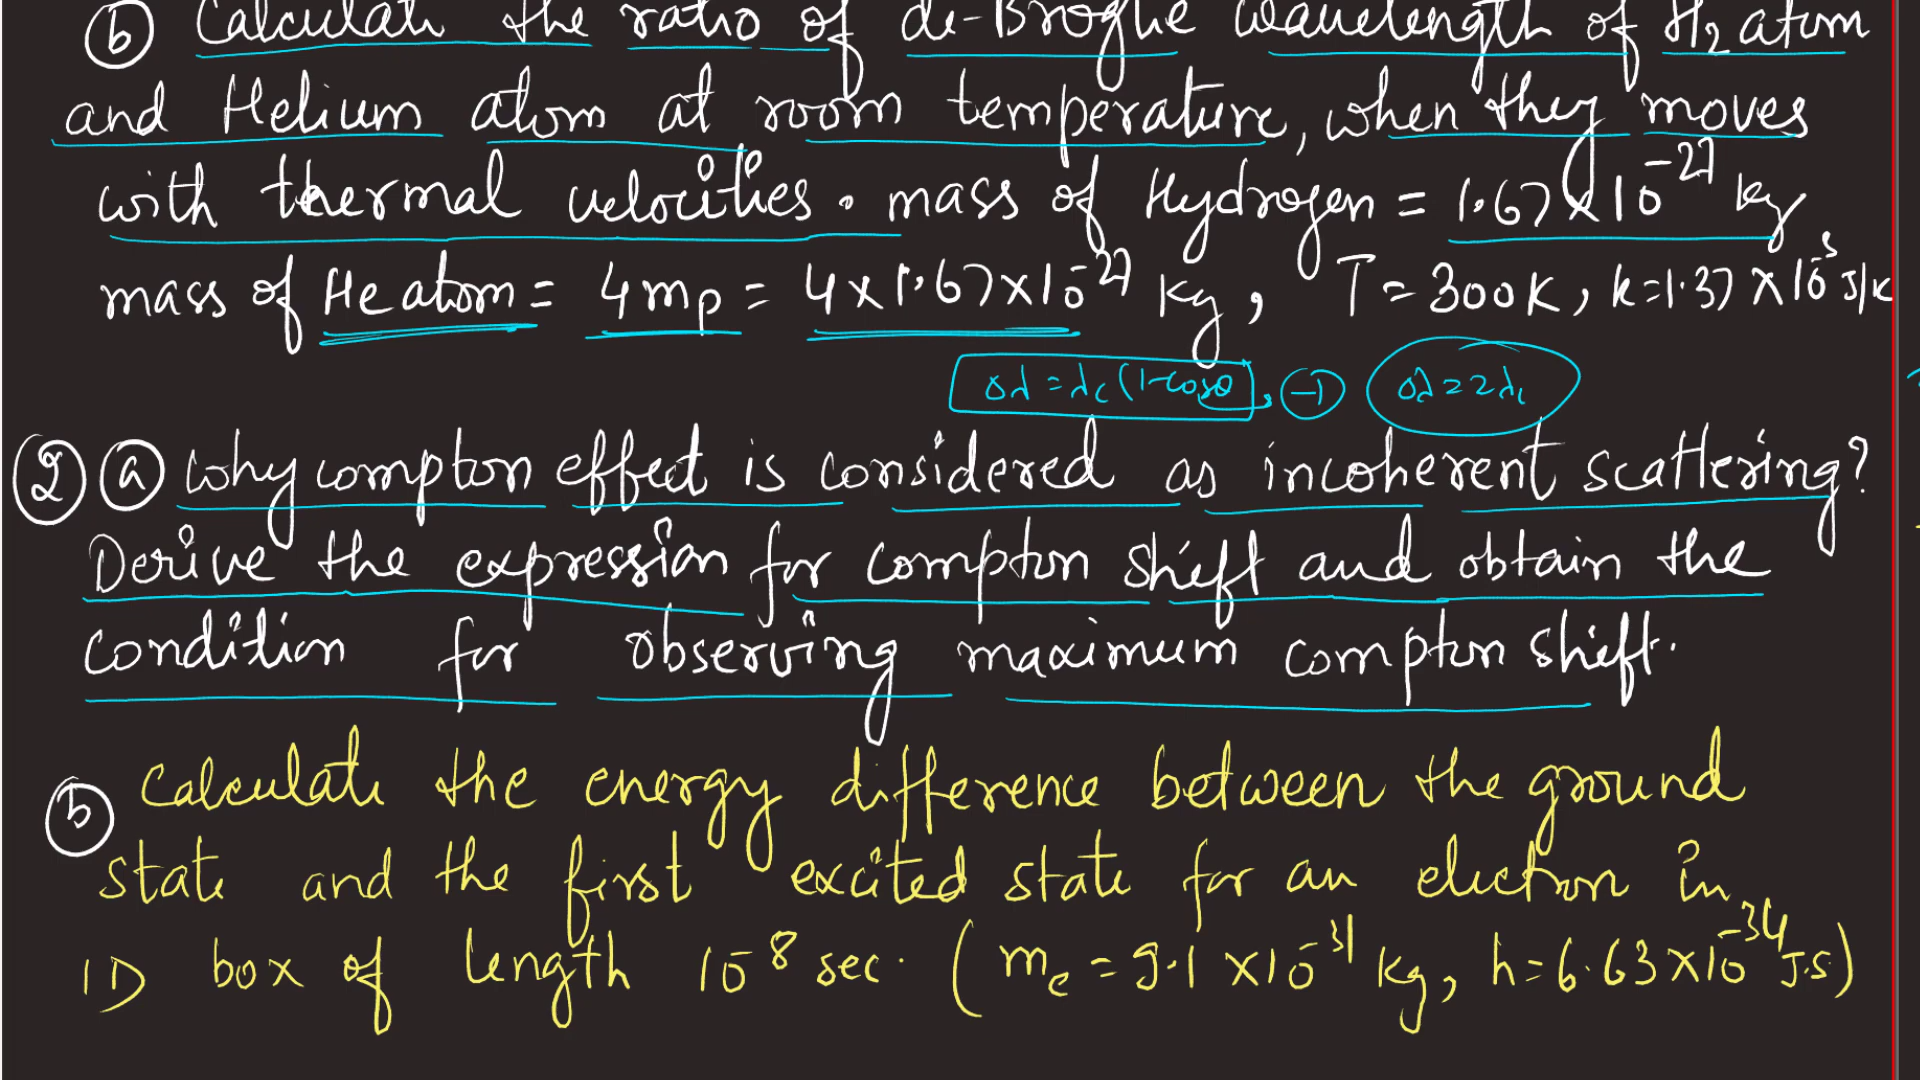 (b) Calculate the ratio of de-Broglie wavelength of H₂ atom
and Helium atom at room temperature, when they moves
with thermal velocities. mass of Hydrogen = 1.67×10⁻²⁷ kg
mass of He atom = 4mₚ = 4×1.67×10⁻²⁷ kg, T = 300K, k=1.37×10⁻³ J/K
Δλ = λc(1-cosθ), -① Δλ=2λc
② (a) Why compton effect is considered as incoherent scattering?
Derive the expression for compton shift and obtain the
condition for observing maximum compton shift.
(b) Calculate the energy difference between the ground
state and the first excited state for an electron in
1D box of length 10⁻⁸ sec. (mₑ = 9.1×10⁻³¹ kg, h=6.63×10⁻³⁴ J.s)